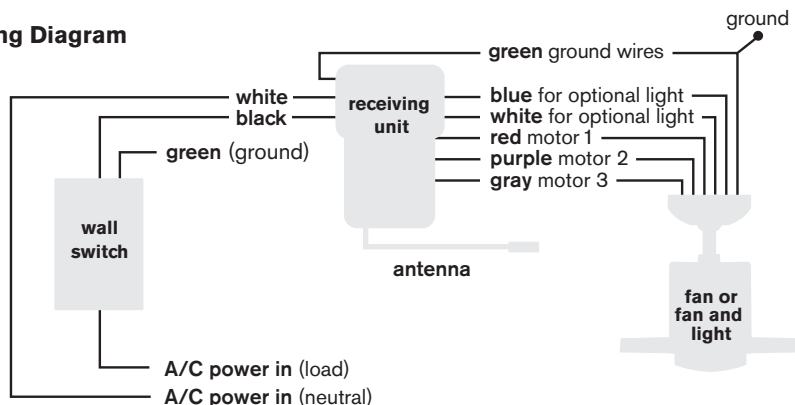 ng Diagram
ground
green ground wires
white
black
green (ground)
receiving
unit
blue for optional light
white for optional light
red motor 1
purple motor 2
gray motor 3
wall
switch
antenna
fan or
fan and
light
A/C power in (load)
A/C power in (neutral)